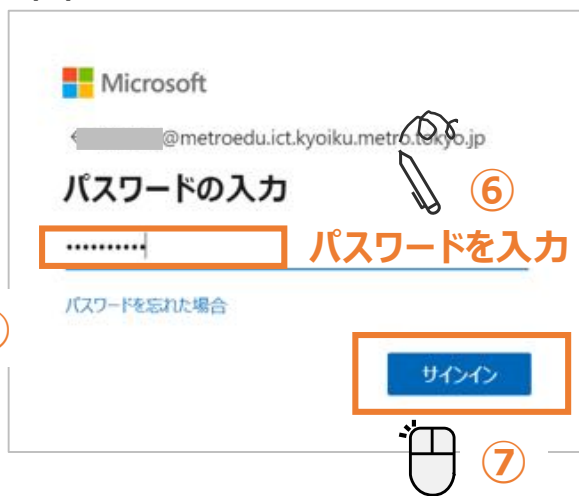 Microsoft
@metroedu.ict.kyoiku.metro.tokyo.jp
パスワードの入力
⑥
••••••••••
パスワードを入力
パスワードを忘れた場合
サインイン
⑦